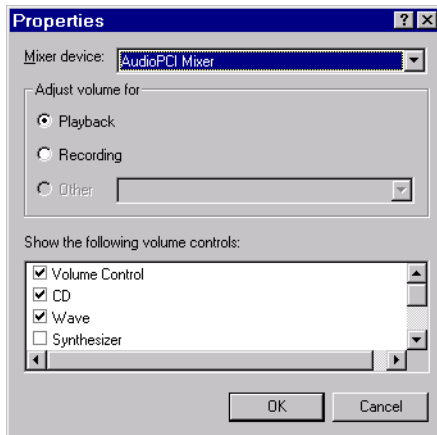 Properties
Mixer device: AudioPCI Mixer
Adjust volume for
Playback
Recording
Other
Show the following volume controls:
Volume Control
CD
Wave
Synthesizer
OK Cancel